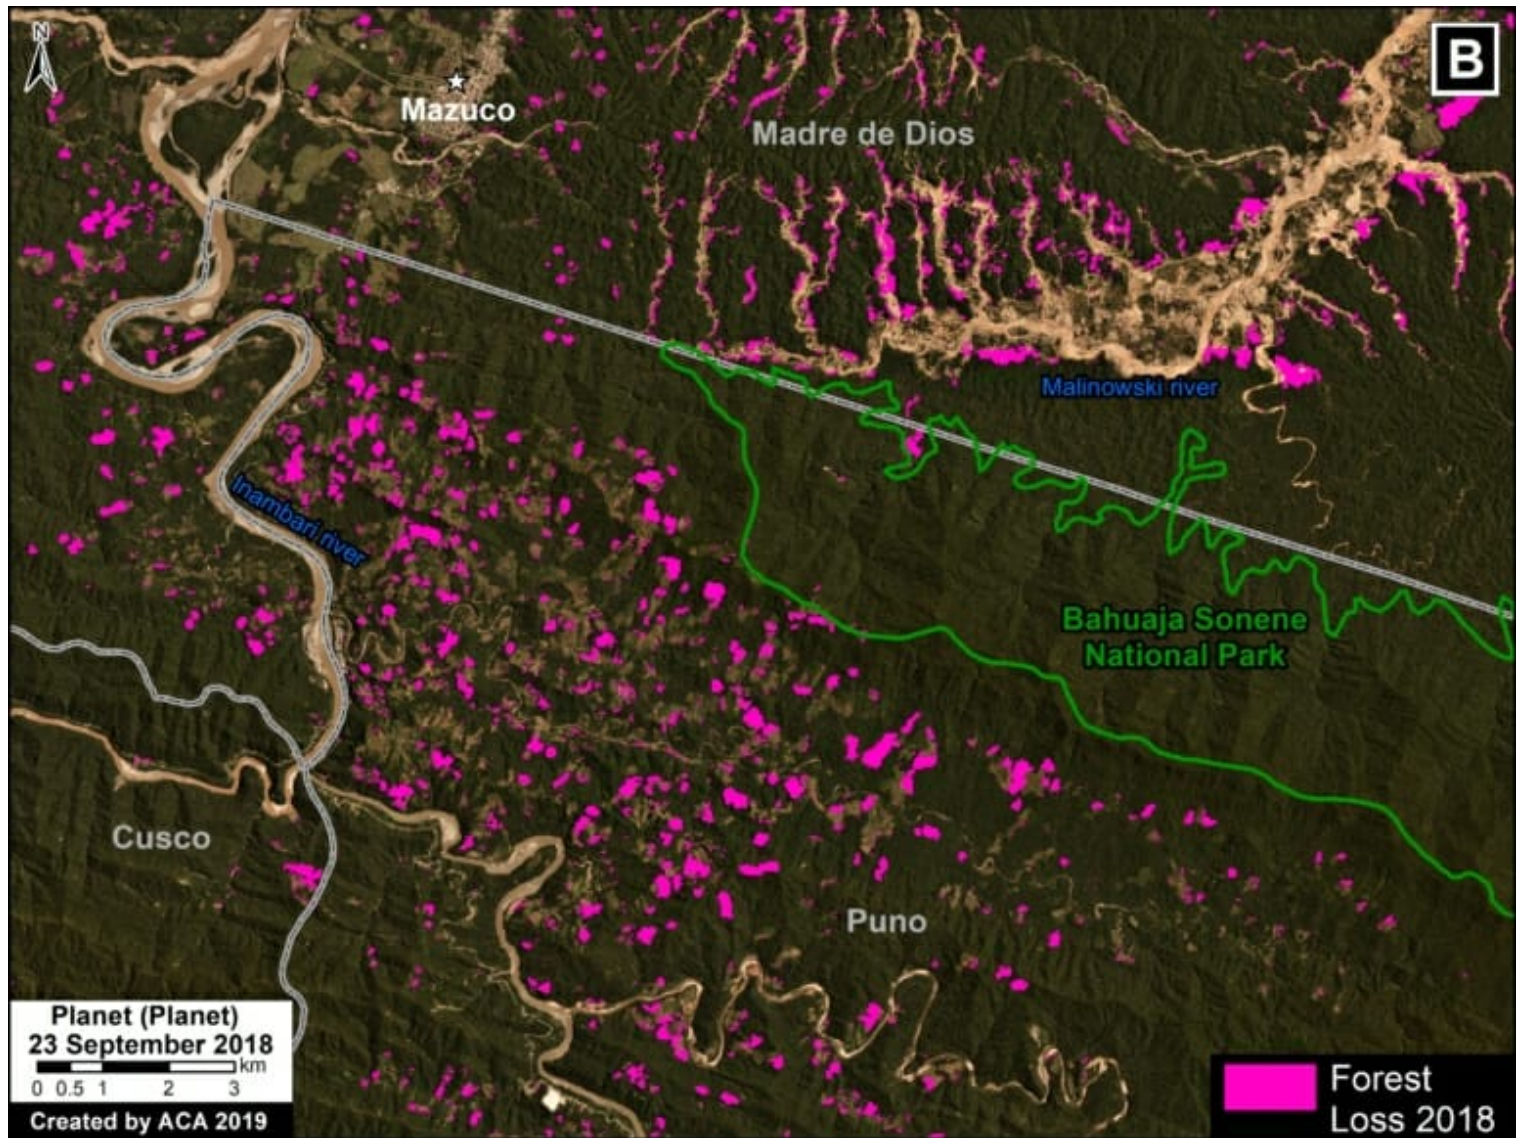 N
B
Mazuco
Madre de Dios
Malinowski river
Inambari river
Bahuaja Sonene
National Park
Cusco
Puno
Planet (Planet)
23 September 2018
km
0 0.5 1 2 3
Created by ACA 2019
Forest
Loss 2018